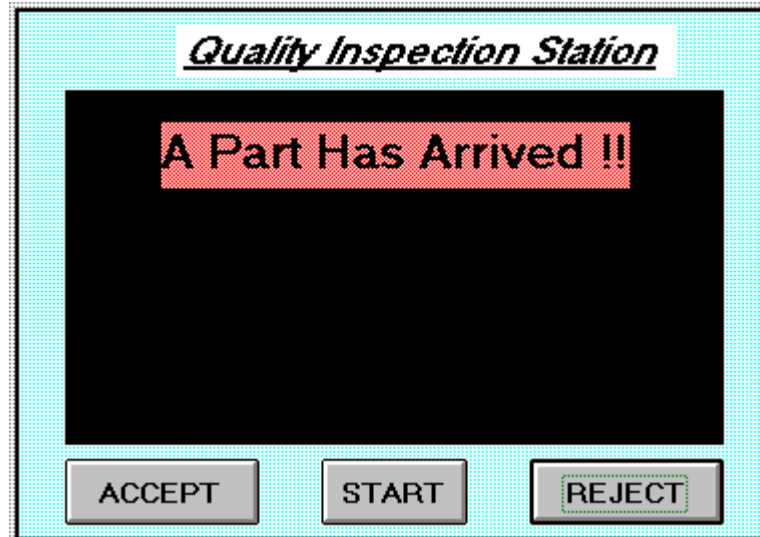 Quality Inspection Station
A Part Has Arrived !!
ACCEPT START REJECT